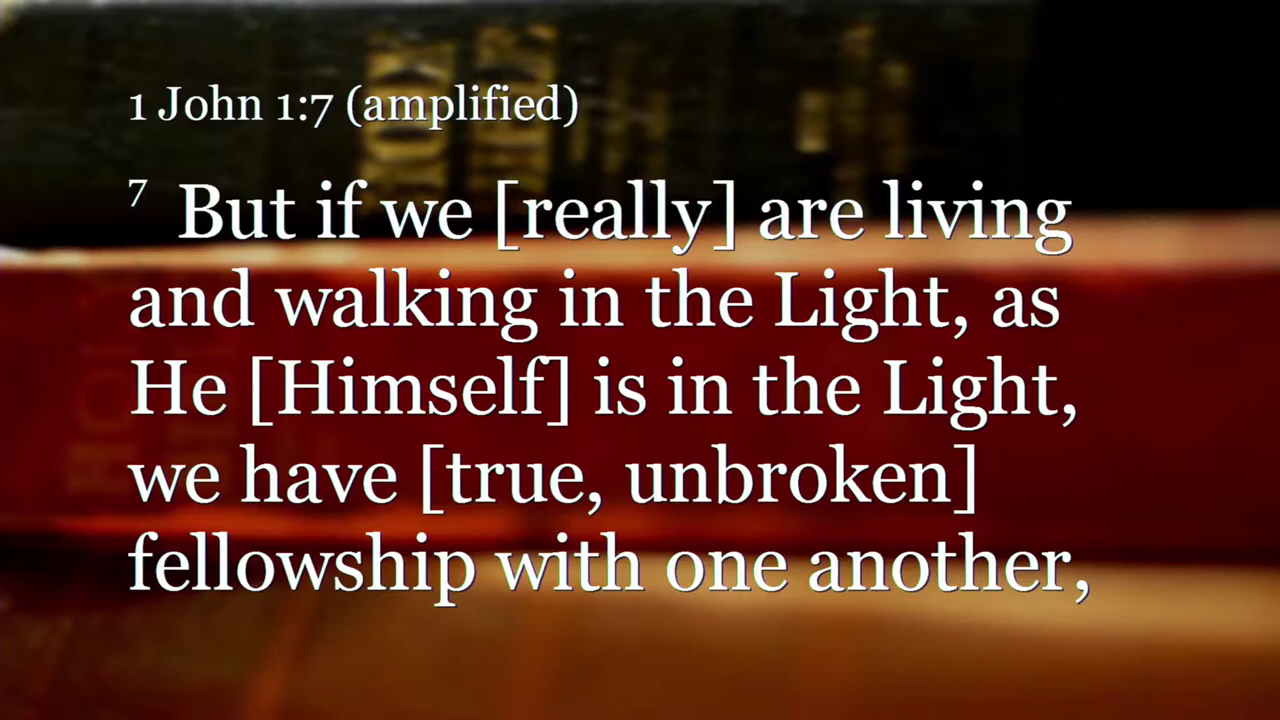 1 John 1:7 (amplified)
7 But if we [really] are living
and walking in the Light, as
He [Himself] is in the Light,
we have [true, unbroken]
fellowship with one another,